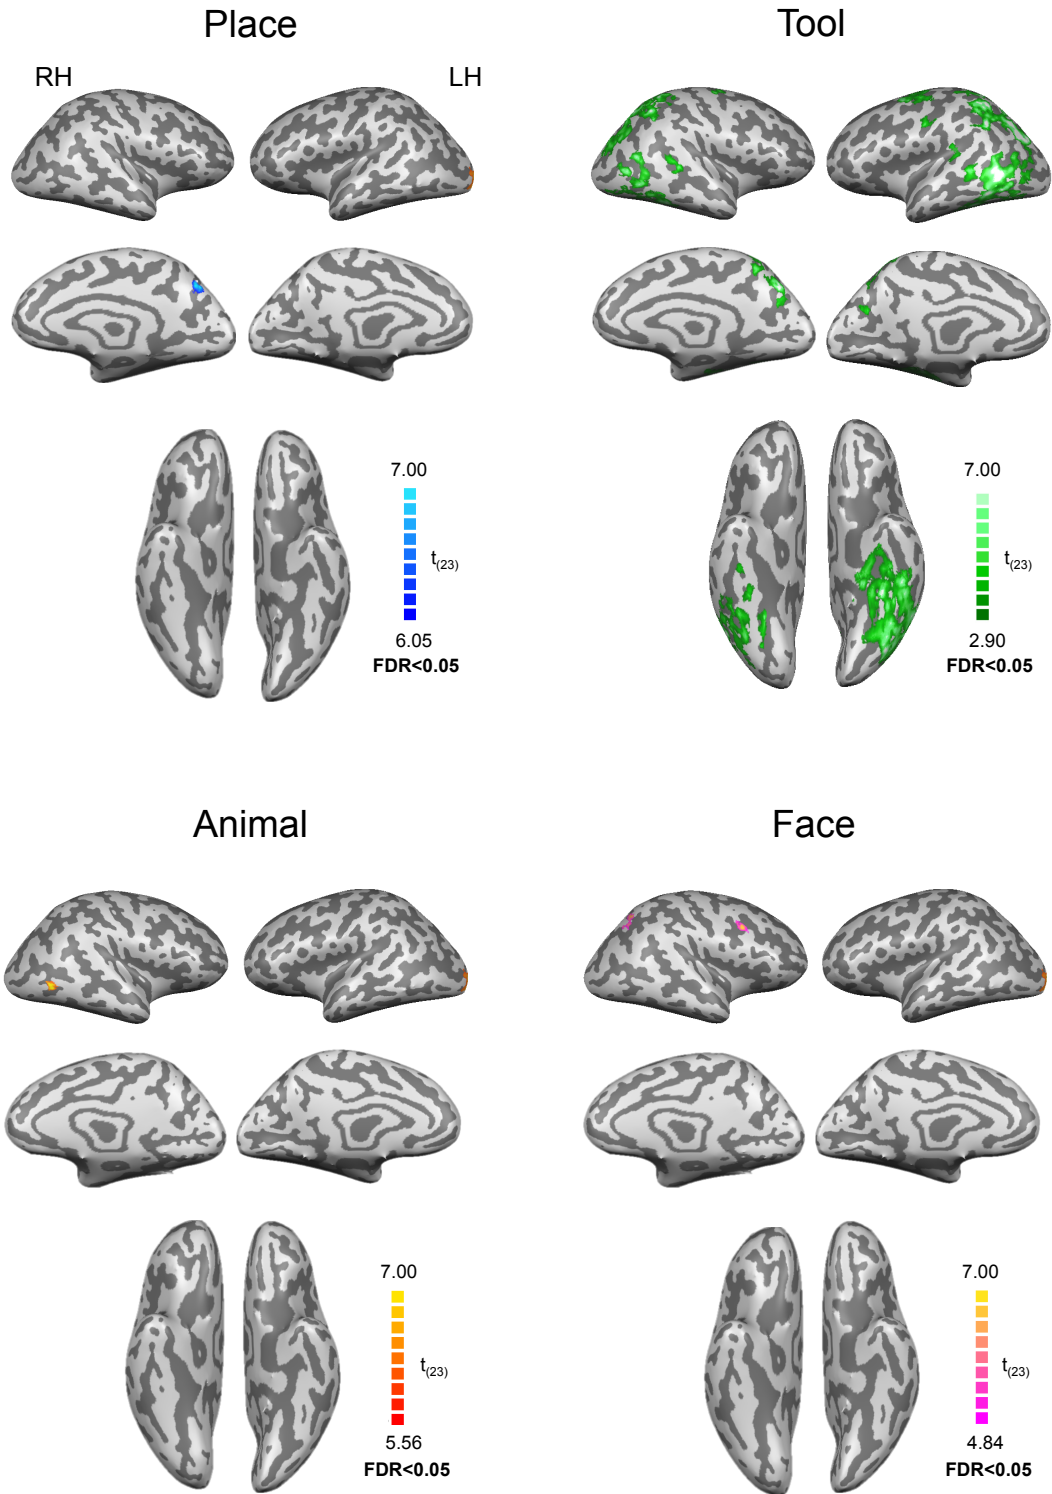 Place
Tool
RH
LH
7.00
t(23)
6.05
FDR<0.05
7.00
t(23)
2.90
FDR<0.05
Animal
Face
7.00
t(23)
5.56
FDR<0.05
7.00
t(23)
4.84
FDR<0.05